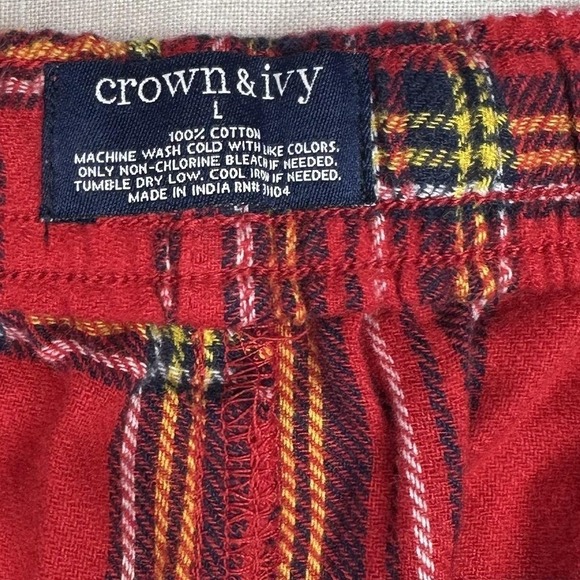 crown & ivy
L
100% COTTON
MACHINE WASH COLD WITH LIKE COLORS.
ONLY NON-CHLORINE BLEACH IF NEEDED.
TUMBLE DRY LOW. COOL IRON IF NEEDED.
MADE IN INDIA RN# 31104